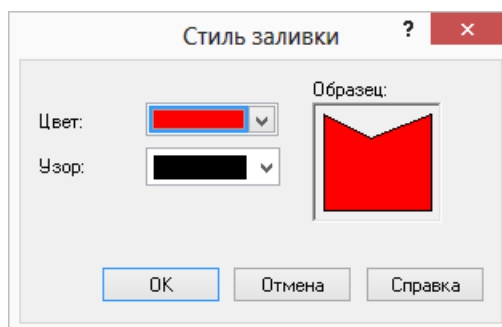 Стиль заливки ? ×
Образец:
Цвет:
Узор:
OK Отмена Справка